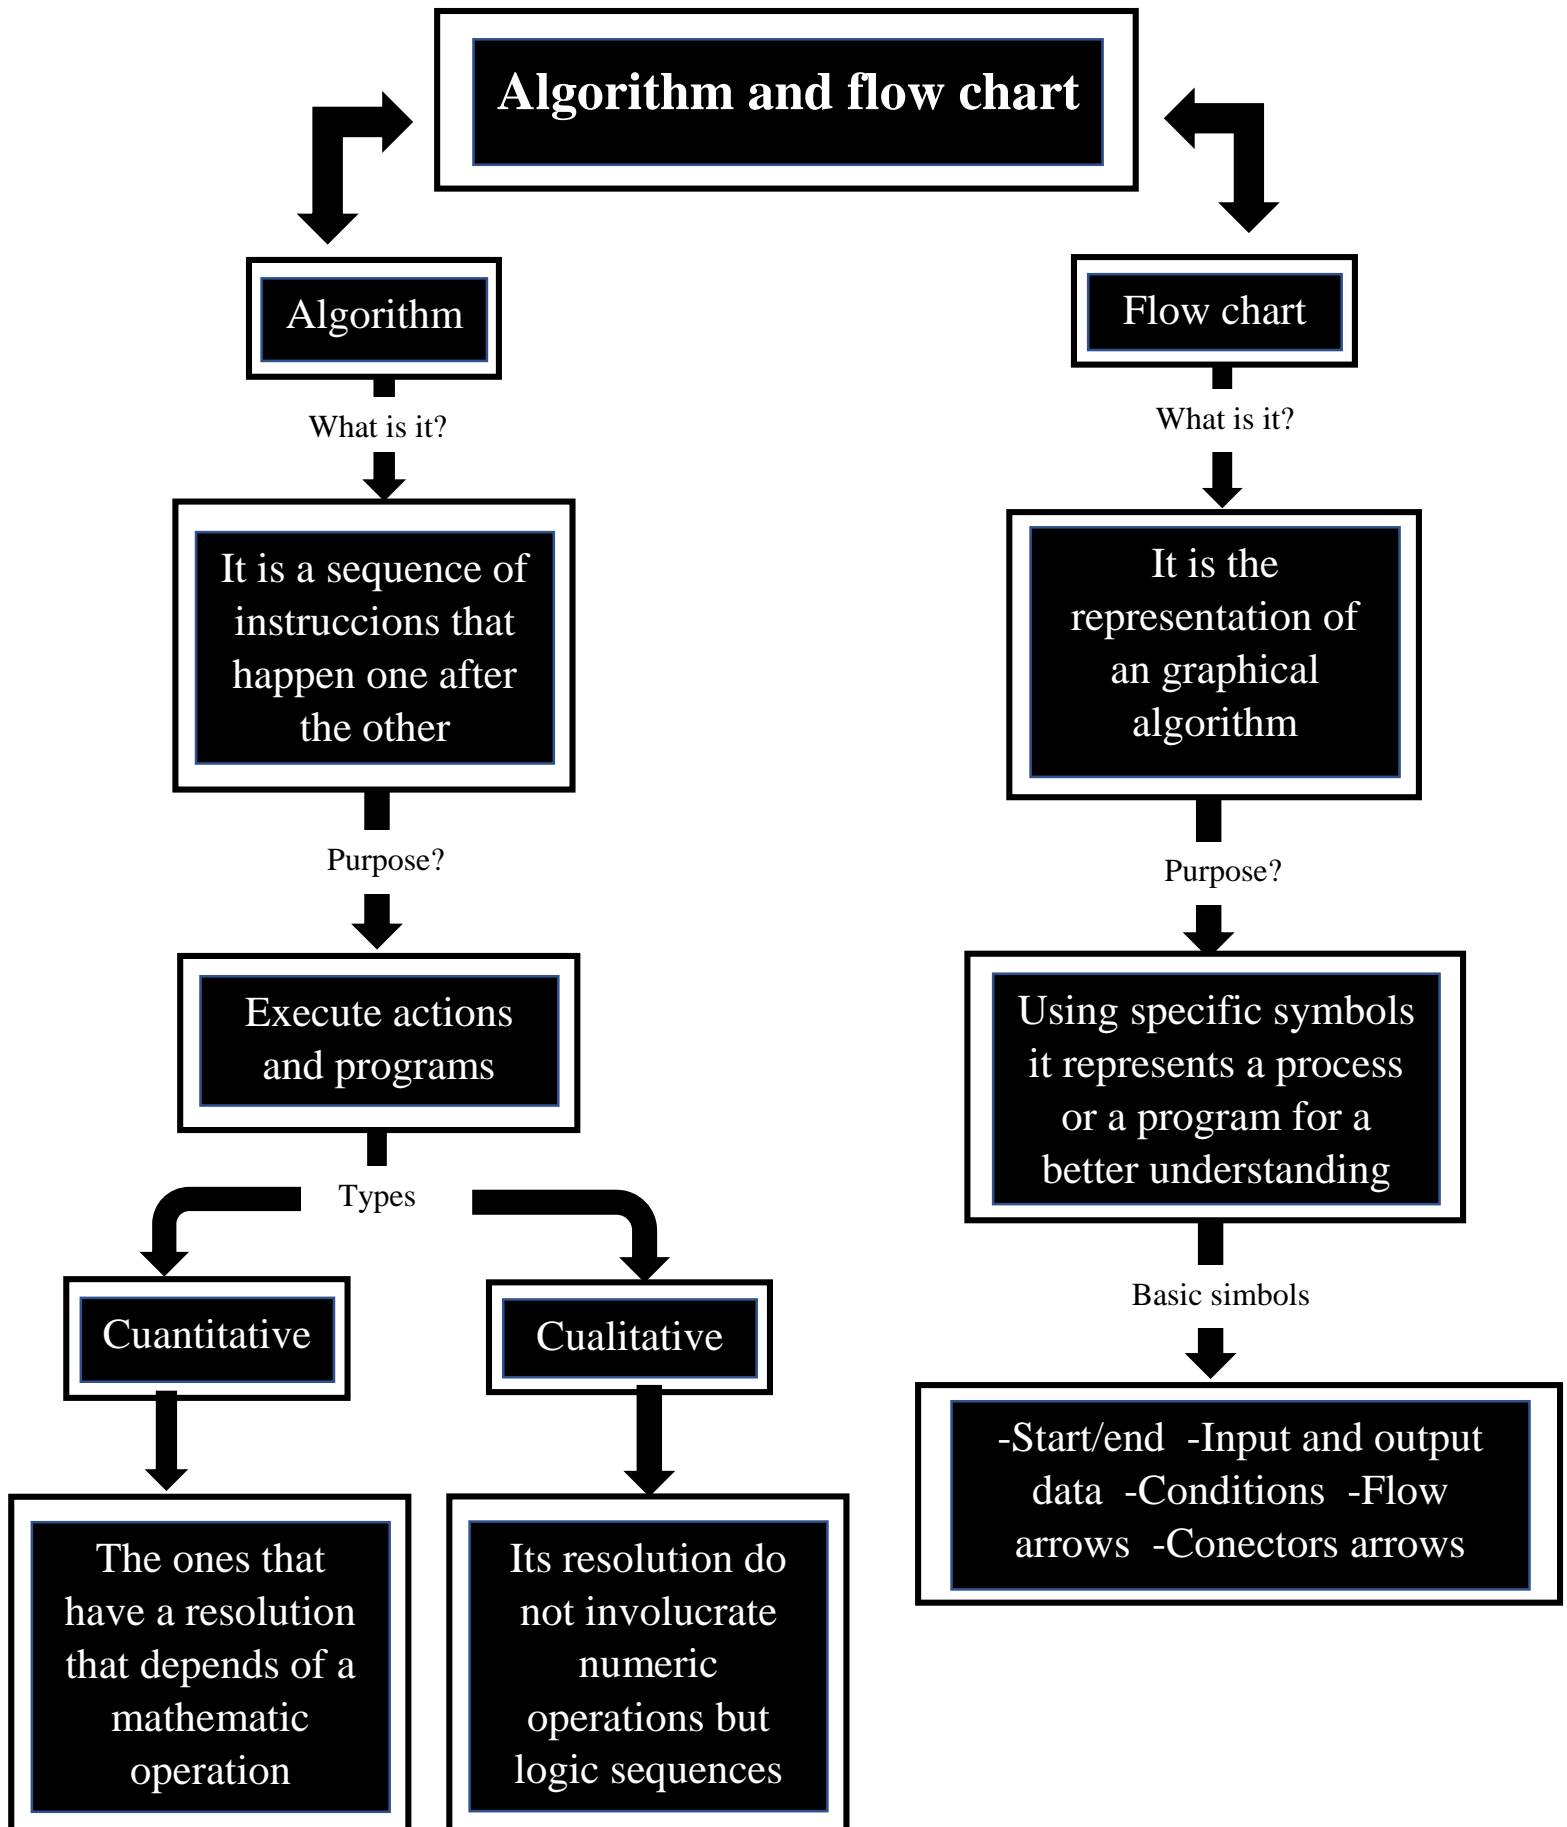 Algorithm and flow chart
Algorithm
What is it?
It is a sequence of
instruccions that
happen one after
the other
Purpose?
Execute actions
and programs
Types
Cuantitative
The ones that
have a resolution
that depends of a
mathematic
operation
Cualitative
Its resolution do
not involucrate
numeric
operations but
logic sequences
Flow chart
What is it?
It is the
representation of
an graphical
algorithm
Purpose?
Using specific symbols
it represents a process
or a program for a
better understanding
Basic simbols
-Start/end -Input and output
data -Conditions -Flow
arrows -Conectors arrows